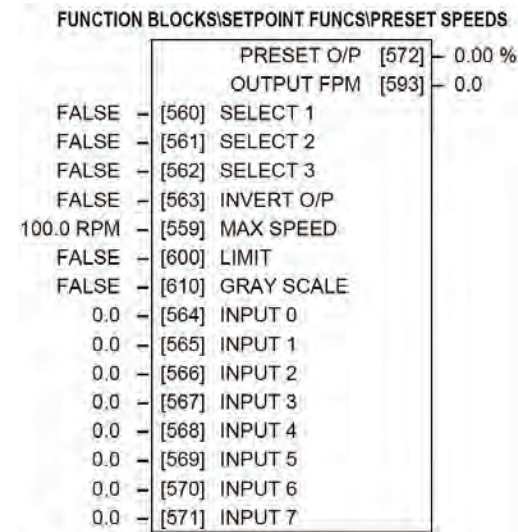 FUNCTION BLOCKS\SETPOINT FUNCS\PRESET SPEEDS
PRESET O/P [572] – 0.00 %
OUTPUT FPM [593] – 0.0
FALSE – [560] SELECT 1
FALSE – [561] SELECT 2
FALSE – [562] SELECT 3
FALSE – [563] INVERT O/P
100.0 RPM – [559] MAX SPEED
FALSE – [600] LIMIT
FALSE – [610] GRAY SCALE
0.0 – [564] INPUT 0
0.0 – [565] INPUT 1
0.0 – [566] INPUT 2
0.0 – [567] INPUT 3
0.0 – [568] INPUT 4
0.0 – [569] INPUT 5
0.0 – [570] INPUT 6
0.0 – [571] INPUT 7